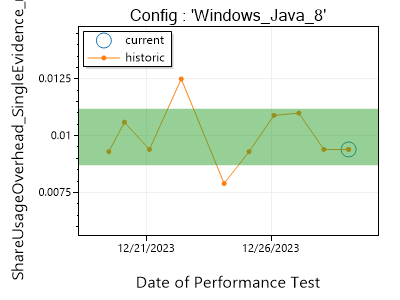 Config : 'Windows_Java_8'
current
historic
0.0125
0.01
0.0075
ShareUsageOverhead_SingleEvidence_
12/21/2023
12/26/2023
Date of Performance Test